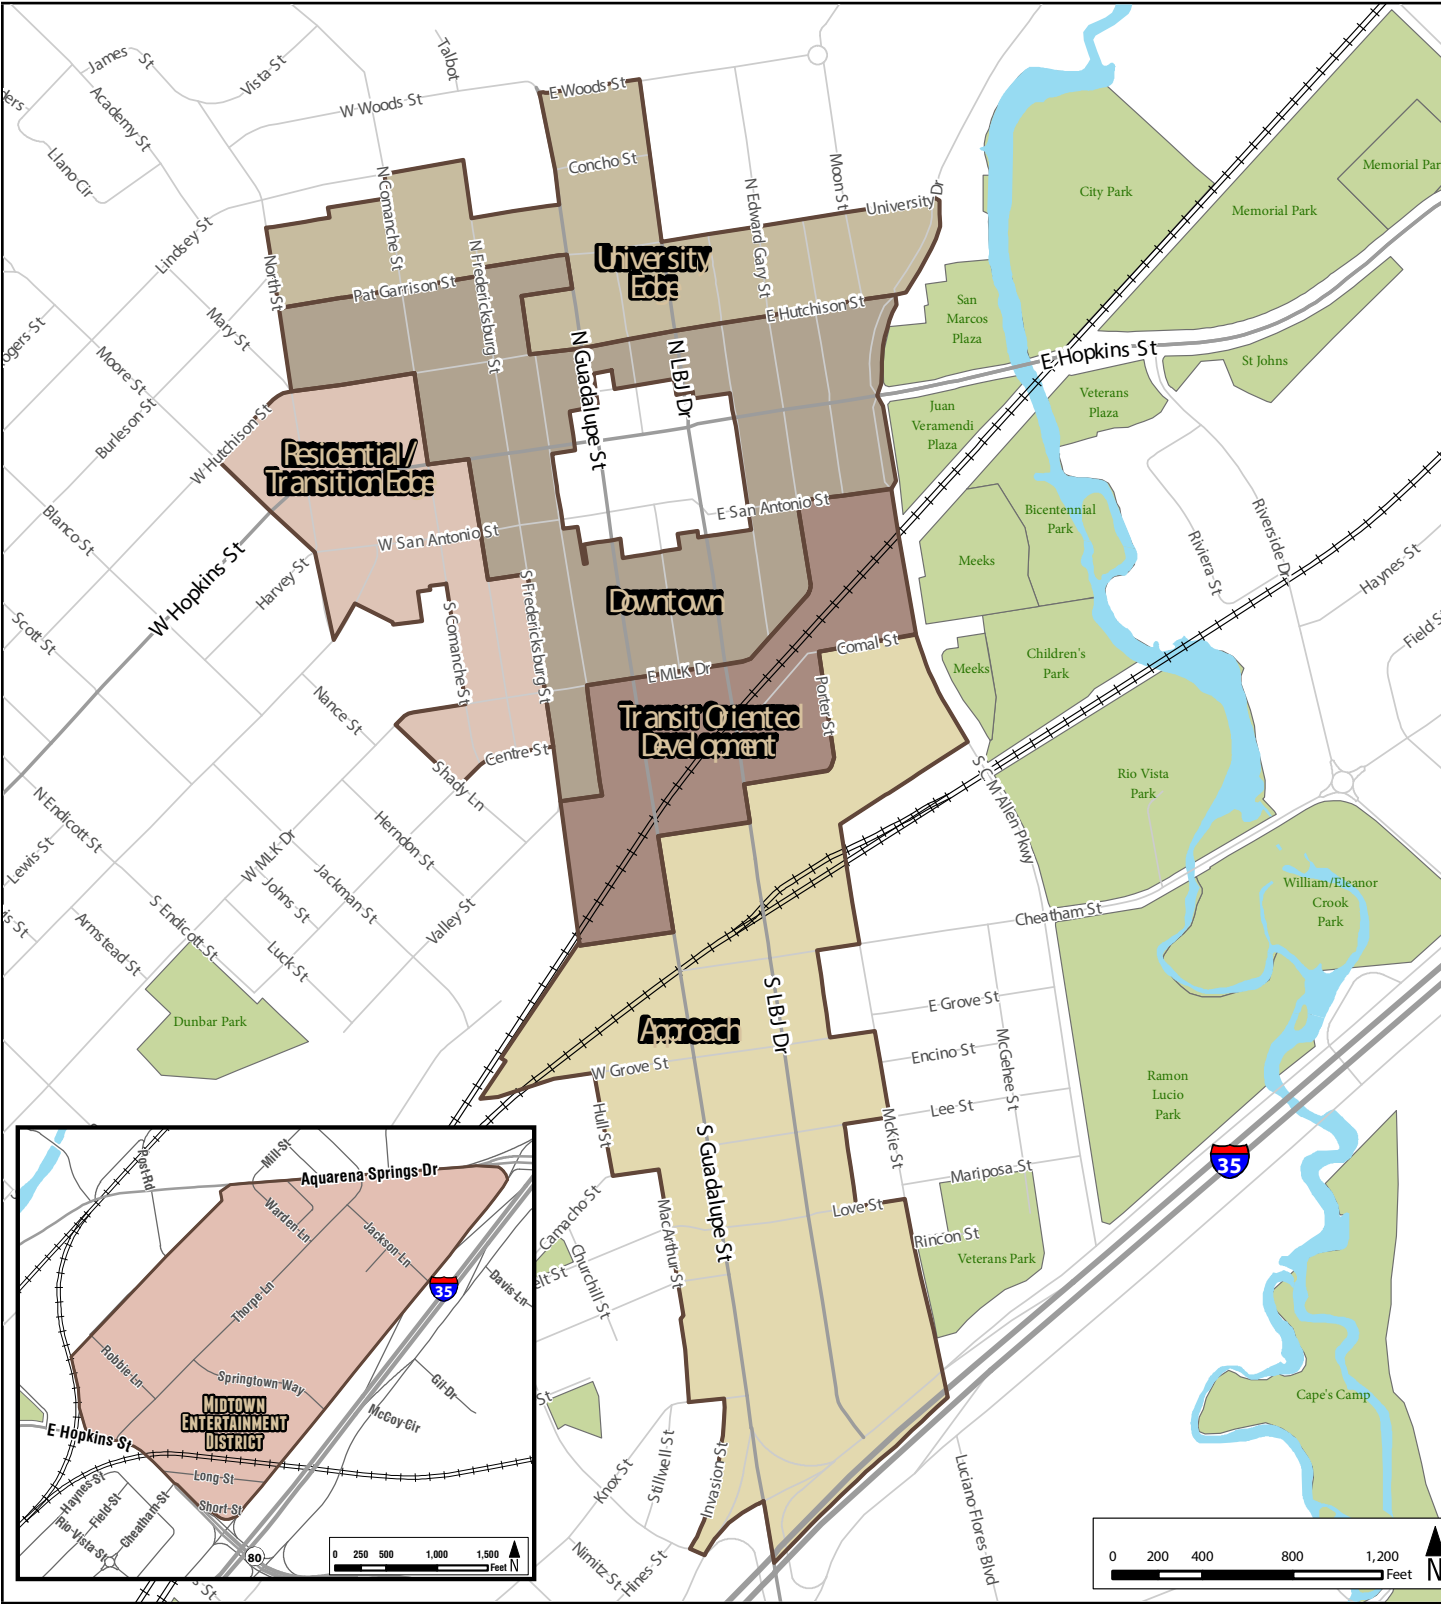 James St
Vista St
Talbot
Academy St
W Woods St
E Woods St
Llano Cir
Concho St
N Comanche St
N Edward Gary St
Moon St
University Dr
City Park
Memorial Park
Memorial Par
Lindsey St
North St
N Fredericksburg St
University
Edge
Pat Garrison St
E Hutchison St
San
Marcos
Plaza
ogers St
Mary St
Moore St
N Guadalupe St
N LBJ Dr
E Hopkins St
St Johns
Burleson St
W Hutchison St
Juan
Veramendi
Plaza
Veterans
Plaza
Residential/
Transition Edge
Blanco St
W San Antonio St
E San Antonio St
Bicentennial
Park
Meeks
Riverside Dr
Riviera St
Haynes St
W Hopkins St
Harvey St
Scott St
S Comanche St
S Fredericksburg St
Downtown
Field S
Comal St
Children's
Park
Meeks
E MLK Dr
Porter St
Nance St
Transit Oriented
Development
Centre St
Shady Ln
S C M Allen Pkwy
Rio Vista
Park
N Endicott St
Lewis St
W MLK Dr
Herndon St
Jackman St
Johns St
William/Eleanor
Crook
Park
is St
Armstead St
S Endicott St
Luck St
Valley St
Cheatham St
Dunbar Park
Approach
S LBJ Dr
E Grove St
W Grove St
Encino St
McGehee St
Hull St
Lee St
McKie St
Ramon
Lucio
Park
35
S Guadalupe St
Mariposa St
Camacho St
MacArthur St
Love St
Rincon St
Veterans Park
elt St
Churchill St
St
Cape's Camp
Knox St
Stillwell St
Invasion St
Luciano Flores Blvd
Nimitz St
Hines St
s St
Post Rd
Mill St
Aquarena Springs Dr
Warden Ln
Jackson Ln
35
Davis Ln
Thorpe Ln
Robbie Ln
Springtown Way
Gil Dr
McCoy Cir
Midtown
Entertainment
District
E Hopkins St
Long St
Short St
Haynes St
Field St
Rio Vista St
Cheatham St
80
0 250 500 1,000 1,500
Feet N
0 200 400 800 1,200
Feet N